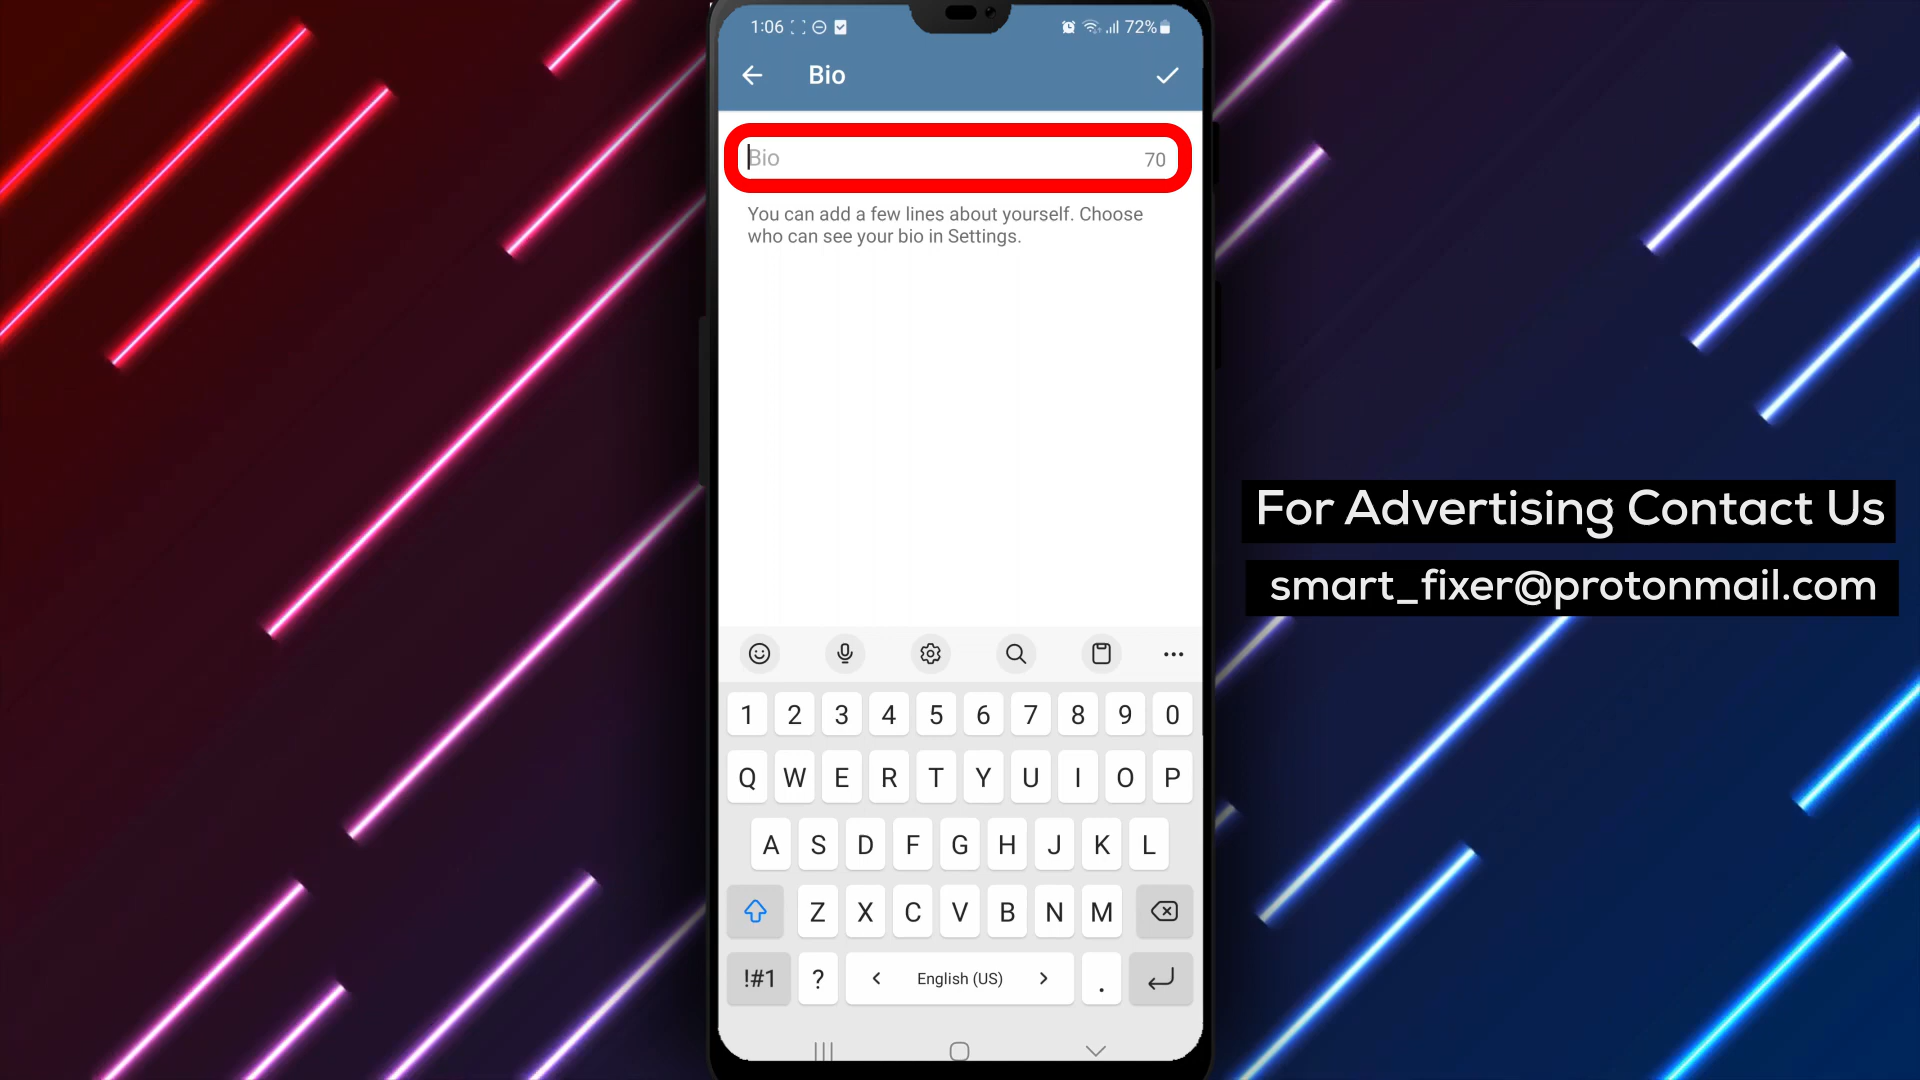 1:06
72%
Bio
Bio
70
You can add a few lines about yourself. Choose
who can see your bio in Settings.
For Advertising Contact Us
smart_fixer@protonmail.com
1 2 3 4 5 6 7 8 9 0
Q W E R T Y U I O P
A S D F G H J K L
Z X C V B N M
!#1 ? < English (US) > .